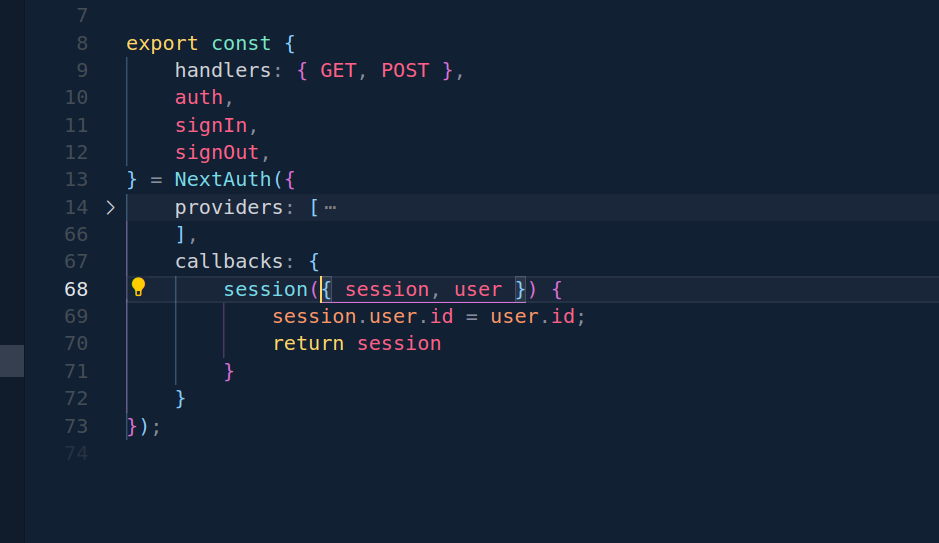 7
8 export const {
9 handlers: { GET, POST },
10 auth,
11 signIn,
12 signOut,
13 } = NextAuth({
14 providers: [ ⋯
66 ],
67 callbacks: {
68 session({ session, user }) {
69 session.user.id = user.id;
70 return session
71 }
72 }
73 });
74